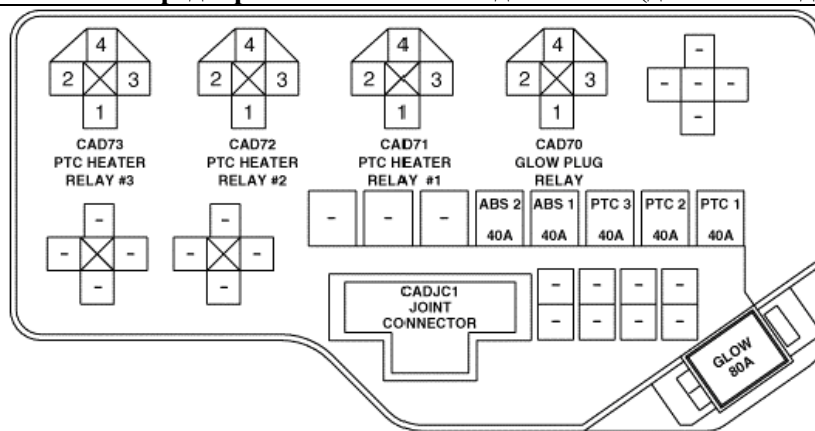 4 4 4 4 -
2 3 2 3 2 3 2 3 - - -
1 1 1 1 -
CAD73 CAD72 CAD71 CAD70
PTC HEATER PTC HEATER PTC HEATER GLOW PLUG
RELAY #3 RELAY #2 RELAY #1 RELAY
- - - ABS 2 ABS 1 PTC 3 PTC 2 PTC 1
40A 40A 40A 40A 40A
- -
- - - -
- -
CADJC1
JOINT
CONNECTOR
- - - -
- - - -
GLOW
80A